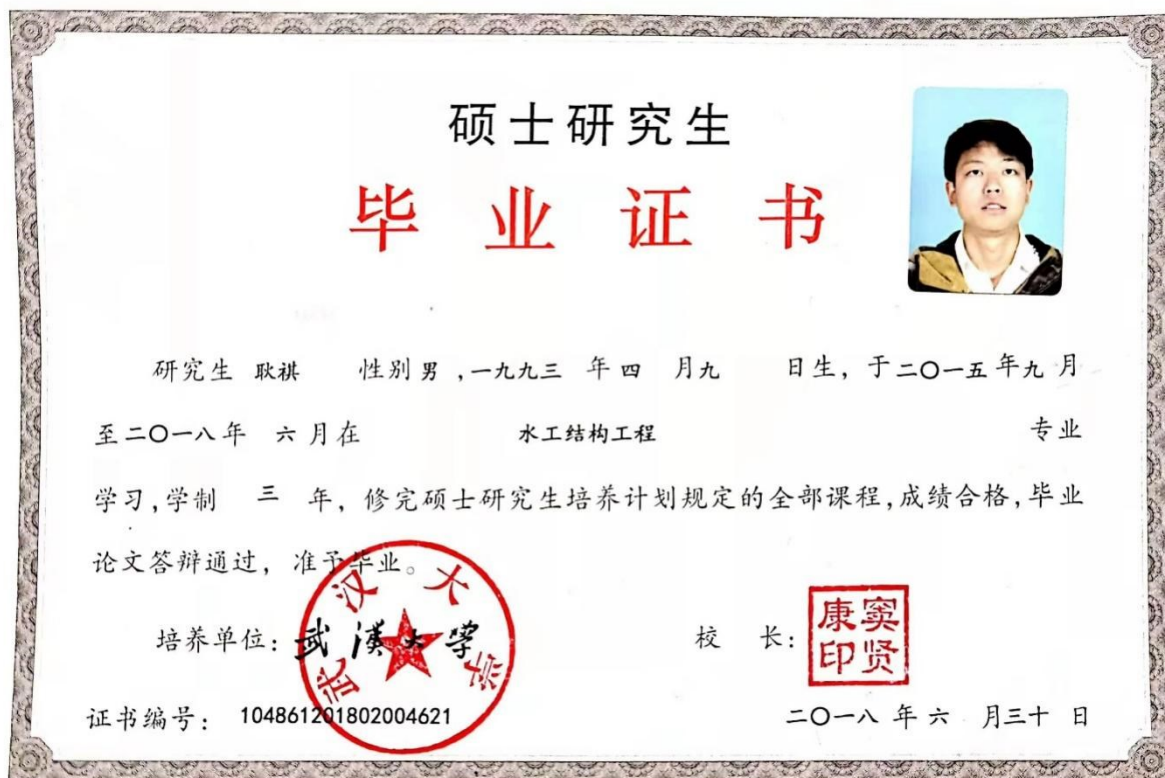 硕士研究生
毕业证书
研究生 耿祺 性别 男 ,一九九三 年 四 月九 日生, 于二〇一五年九月
至二〇一八年 六月在 水工结构工程 专业
学习,学制 三 年, 修完硕士研究生培养计划规定的全部课程,成绩合格,毕业
论文答辩通过, 准予毕业。
武汉大学
培养单位: 武漢大学 校 长: 窦贤康印
证书编号: 104861201802004621 二〇一八 年 六 月三十 日